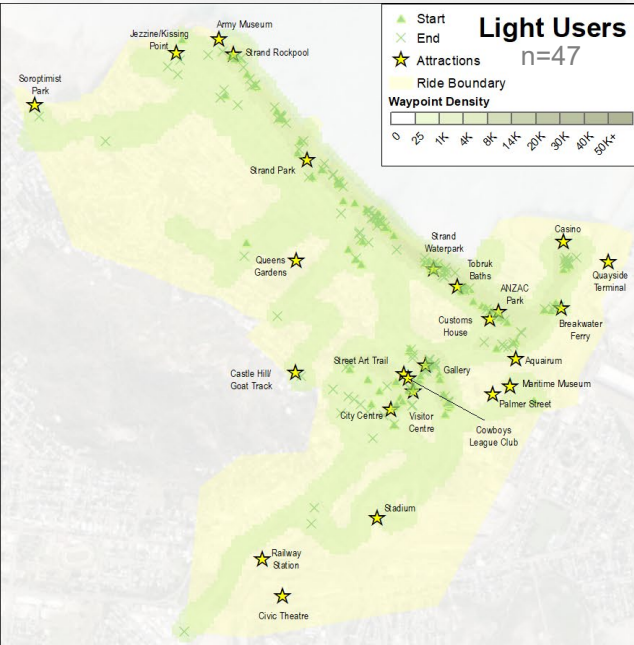 Light Users
n=47
Start
End
Attractions
Ride Boundary
Waypoint Density
0
25
1K
4K
8K
14K
20K
30K
40K
50K+
Army Museum
Jezzine/Kissing
Point
Strand Rockpool
Soroptimist
Park
Strand Park
Casino
Strand
Waterpark
Queens
Gardens
Tobruk
Baths
Quayside
Terminal
ANZAC
Park
Customs
House
Breakwater
Ferry
Street Art Trail
Aquairum
Castle Hill/
Goat Track
Gallery
Maritime Museum
Palmer Street
City Centre
Visitor
Centre
Cowboys
League Club
Stadium
Railway
Station
Civic Theatre